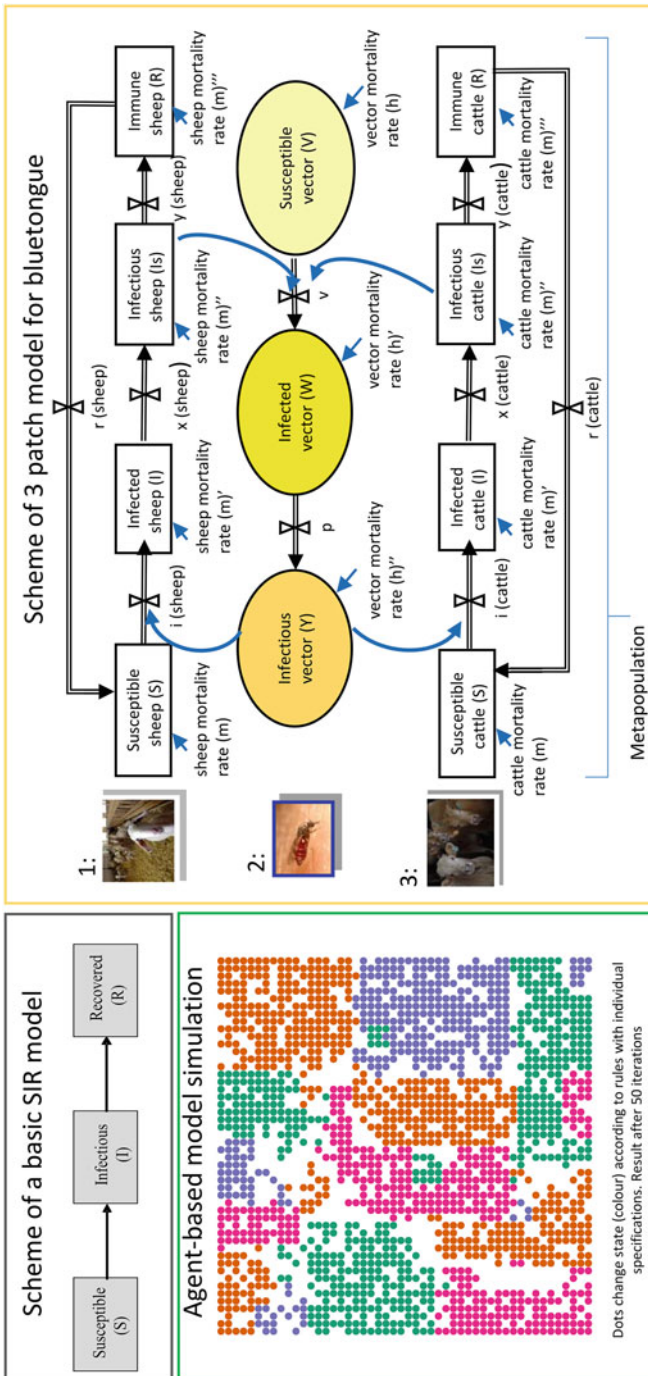 Scheme of a basic SIR model
Susceptible
(S)
Infectious
(I)
Recovered
(R)
Agent-based model simulation
Dots change state (colour) according to rules with individual
specifications. Result after 50 iterations
Scheme of 3 patch model for bluetongue
1:
r (sheep)
Susceptible
sheep (S)
i (sheep)
Infected
sheep (I)
x (sheep)
Infectious
sheep (Is)
y (sheep)
Immune
sheep (R)
sheep mortality
rate (m)
sheep mortality
rate (m)′
sheep mortality
rate (m)′′
sheep mortality
rate (m)′′′
2:
Infectious
vector (Y)
p
Infected
vector (W)
v
Susceptible
vector (V)
vector mortality
rate (h)′′
vector mortality
rate (h)′
vector mortality
rate (h)
3:
Susceptible
cattle (S)
i (cattle)
Infected
cattle (I)
x (cattle)
Infectious
cattle (Is)
y (cattle)
Immune
cattle (R)
cattle mortality
rate (m)
cattle mortality
rate (m)′
cattle mortality
rate (m)′′
cattle mortality
rate (m)′′′
r (cattle)
Metapopulation